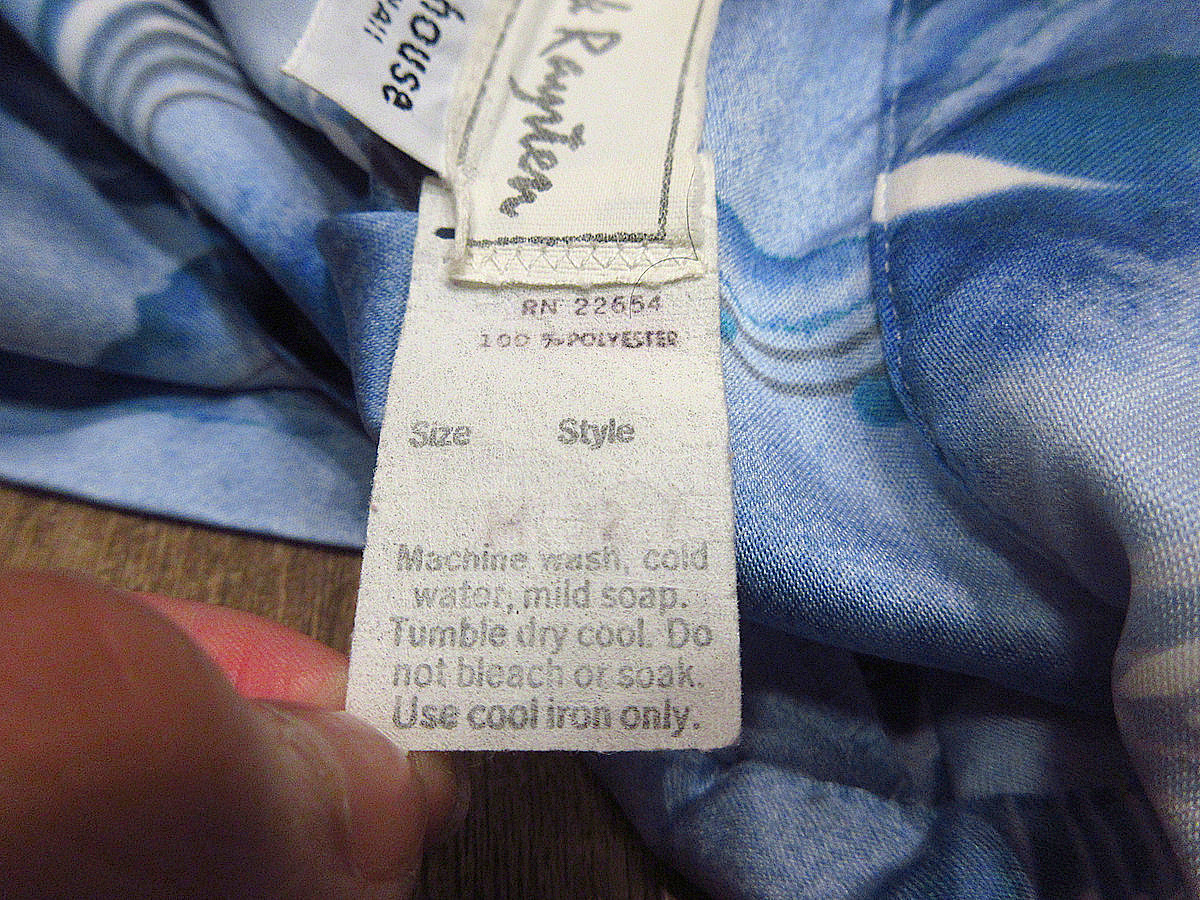 house
WAII
k Raynten
RN 22654
100 % POLYESTER
Size Style
Machine wash, cold
water, mild soap.
Tumble dry cool. Do
not bleach or soak.
Use cool iron only.